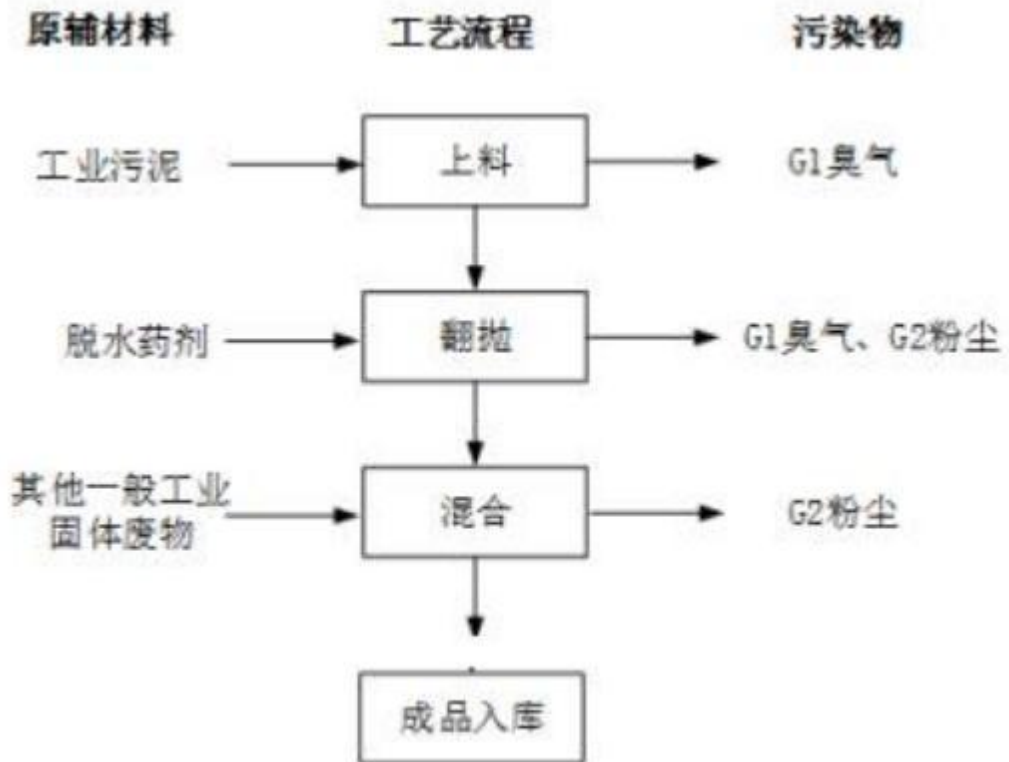 原辅材料 工艺流程 污染物
工业污泥 上料 G1臭气
脱水药剂 翻抛 G1臭气、G2粉尘
其他一般工业
固体废物
混合 G2粉尘
成品入库